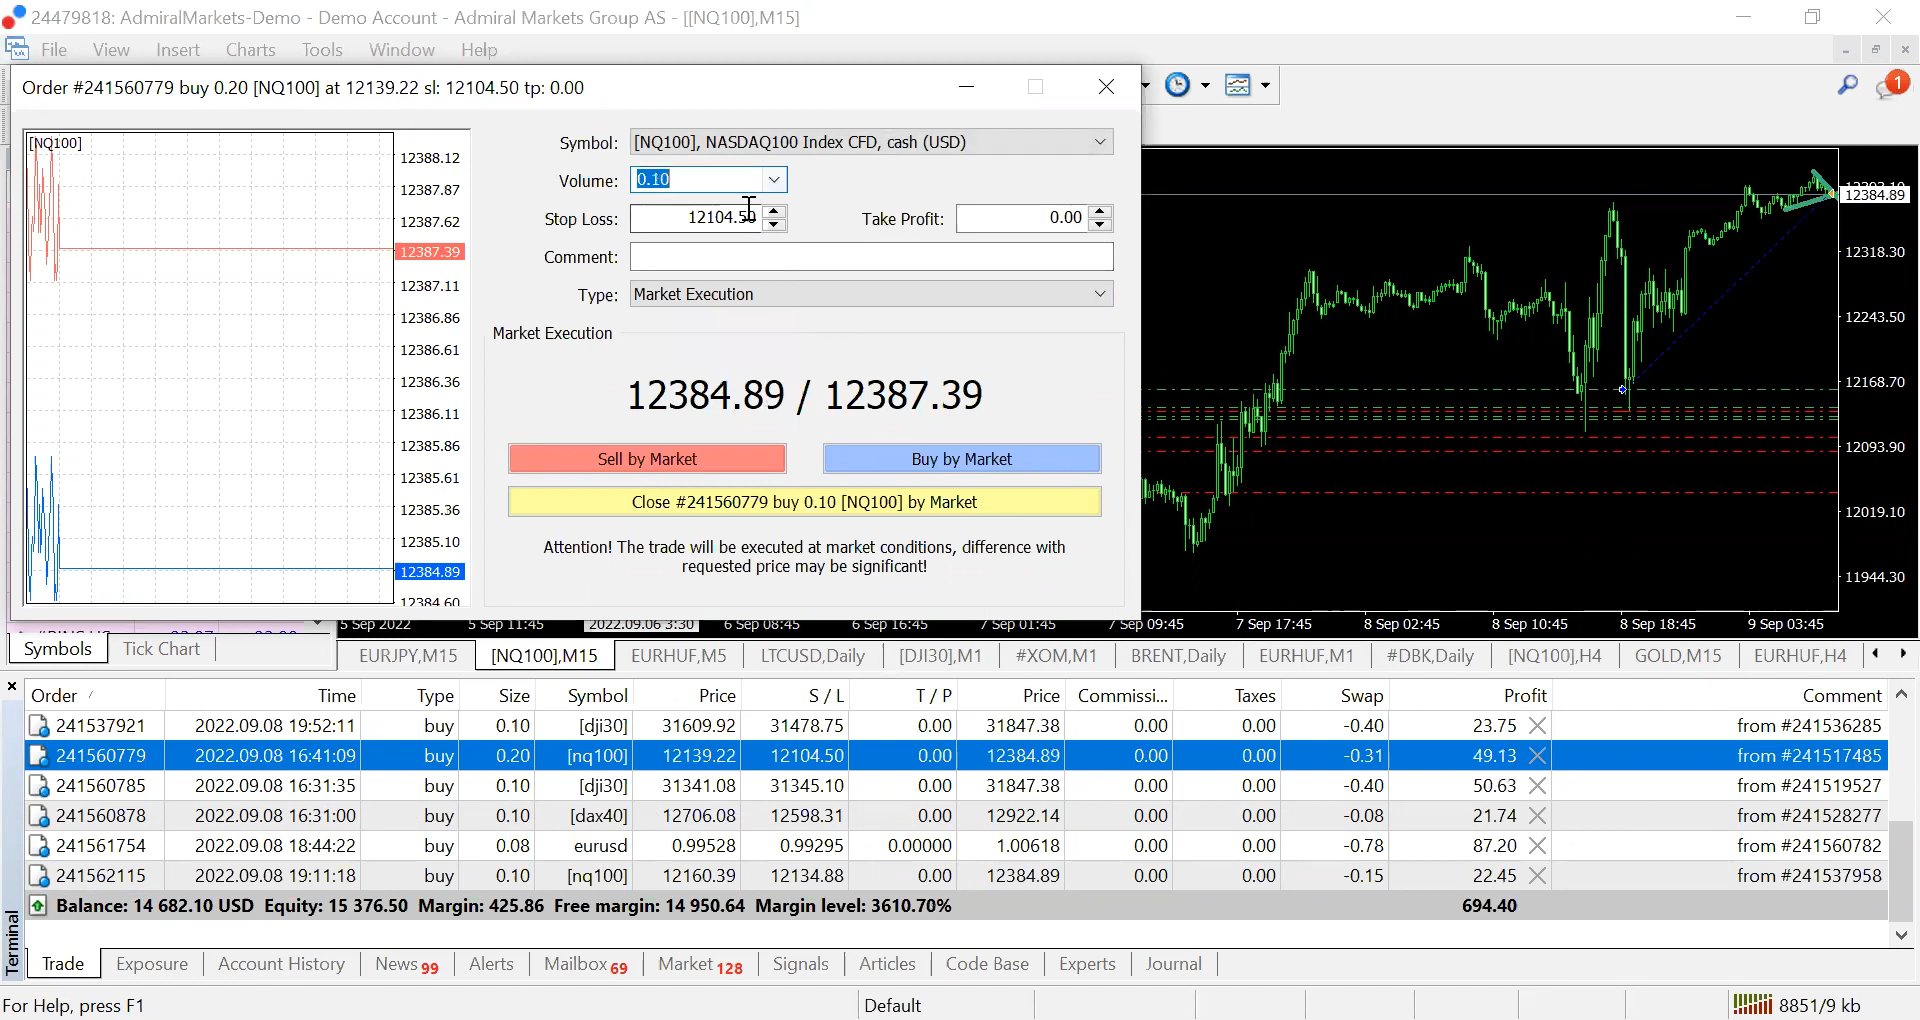 24479818: AdmiralMarkets-Demo - Demo Account - Admiral Markets Group AS - [[NQ100],M15]
File View Insert Charts Tools Window Help
Order #241560779 buy 0.20 [NQ100] at 12139.22 sl: 12104.50 tp: 0.00
1
[NQ100]
12388.12
12387.87
12387.62
12387.39
12387.11
12386.86
12386.61
12386.36
12386.11
12385.86
12385.61
12385.36
12385.10
12384.89
12384.60
Symbol: [NQ100], NASDAQ100 Index CFD, cash (USD)
Volume: 0.10
Stop Loss: 12104.50 Take Profit: 0.00
Comment:
Type: Market Execution
Market Execution
12384.89 / 12387.39
Sell by Market Buy by Market
Close #241560779 buy 0.10 [NQ100] by Market
Attention! The trade will be executed at market conditions, difference with
requested price may be significant!
12384.89
12318.30
12243.50
12168.70
12093.90
12019.10
11944.30
5 Sep 2022 5 Sep 11:45 2022.09.06 3:30 6 Sep 08:45 6 Sep 16:45 7 Sep 01:45 7 Sep 09:45 7 Sep 17:45 8 Sep 02:45 8 Sep 10:45 8 Sep 18:45 9 Sep 03:45
Symbols Tick Chart
EURJPY,M15 [NQ100],M15 EURHUF,M5 LTCUSD,Daily [DJI30],M1 #XOM,M1 BRENT,Daily EURHUF,M1 #DBK,Daily [NQ100],H4 GOLD,M15 EURHUF,H4
Order / Time Type Size Symbol Price S / L T / P Price Commissi... Taxes Swap Profit Comment
241537921 2022.09.08 19:52:11 buy 0.10 [dji30] 31609.92 31478.75 0.00 31847.38 0.00 0.00 -0.40 23.75 from #241536285
241560779 2022.09.08 16:41:09 buy 0.20 [nq100] 12139.22 12104.50 0.00 12384.89 0.00 0.00 -0.31 49.13 from #241517485
241560785 2022.09.08 16:31:35 buy 0.10 [dji30] 31341.08 31345.10 0.00 31847.38 0.00 0.00 -0.40 50.63 from #241519527
241560878 2022.09.08 16:31:00 buy 0.10 [dax40] 12706.08 12598.31 0.00 12922.14 0.00 0.00 -0.08 21.74 from #241528277
241561754 2022.09.08 18:44:22 buy 0.08 eurusd 0.99528 0.99295 0.00000 1.00618 0.00 0.00 -0.78 87.20 from #241560782
241562115 2022.09.08 19:11:18 buy 0.10 [nq100] 12160.39 12134.88 0.00 12384.89 0.00 0.00 -0.15 22.45 from #241537958
Balance: 14 682.10 USD Equity: 15 376.50 Margin: 425.86 Free margin: 14 950.64 Margin level: 3610.70% 694.40
Terminal
Trade Exposure Account History News 99 Alerts Mailbox 69 Market 128 Signals Articles Code Base Experts Journal
For Help, press F1 Default 8851/9 kb